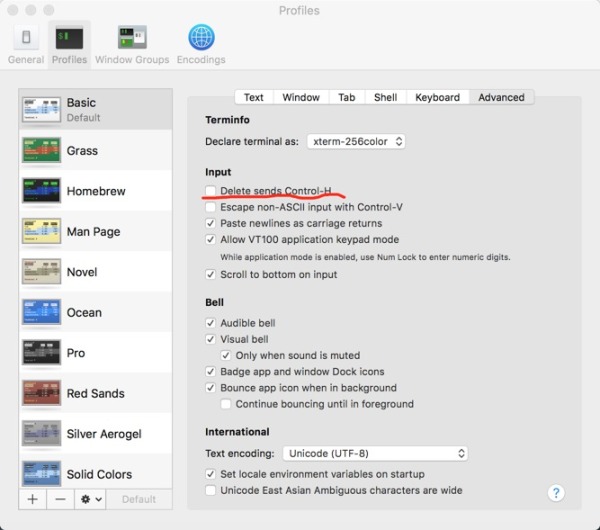 Profiles
General
Profiles
Window Groups
Encodings
Basic
Default
Grass
Homebrew
Man Page
Novel
Ocean
Pro
Red Sands
Silver Aerogel
Solid Colors
+ − Default
Text Window Tab Shell Keyboard Advanced
Terminfo
Declare terminal as: xterm-256color
Input
Delete sends Control-H
Escape non-ASCII input with Control-V
Paste newlines as carriage returns
Allow VT100 application keypad mode
While application mode is enabled, use Num Lock to enter numeric digits.
Scroll to bottom on input
Bell
Audible bell
Visual bell
Only when sound is muted
Badge app and window Dock icons
Bounce app icon when in background
Continue bouncing until in foreground
International
Text encoding: Unicode (UTF-8)
Set locale environment variables on startup
Unicode East Asian Ambiguous characters are wide
?